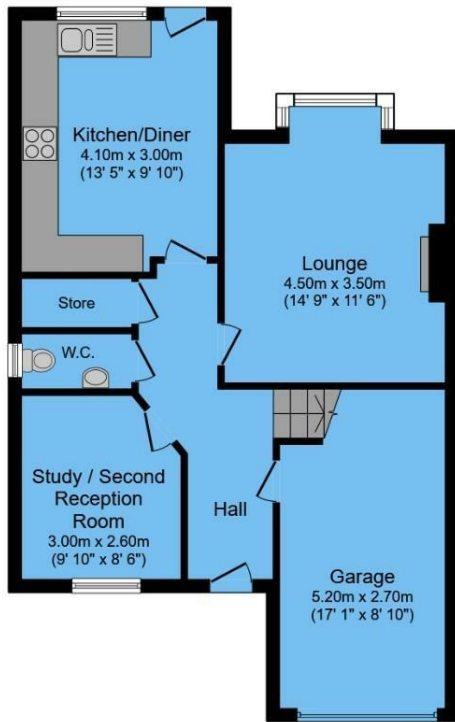 Kitchen/Diner
4.10m x 3.00m
(13' 5" x 9' 10")
Lounge
4.50m x 3.50m
(14' 9" x 11' 6")
Store
W.C.
Study / Second
Reception
Room
3.00m x 2.60m
(9' 10" x 8' 6")
Hall
Garage
5.20m x 2.70m
(17' 1" x 8' 10")